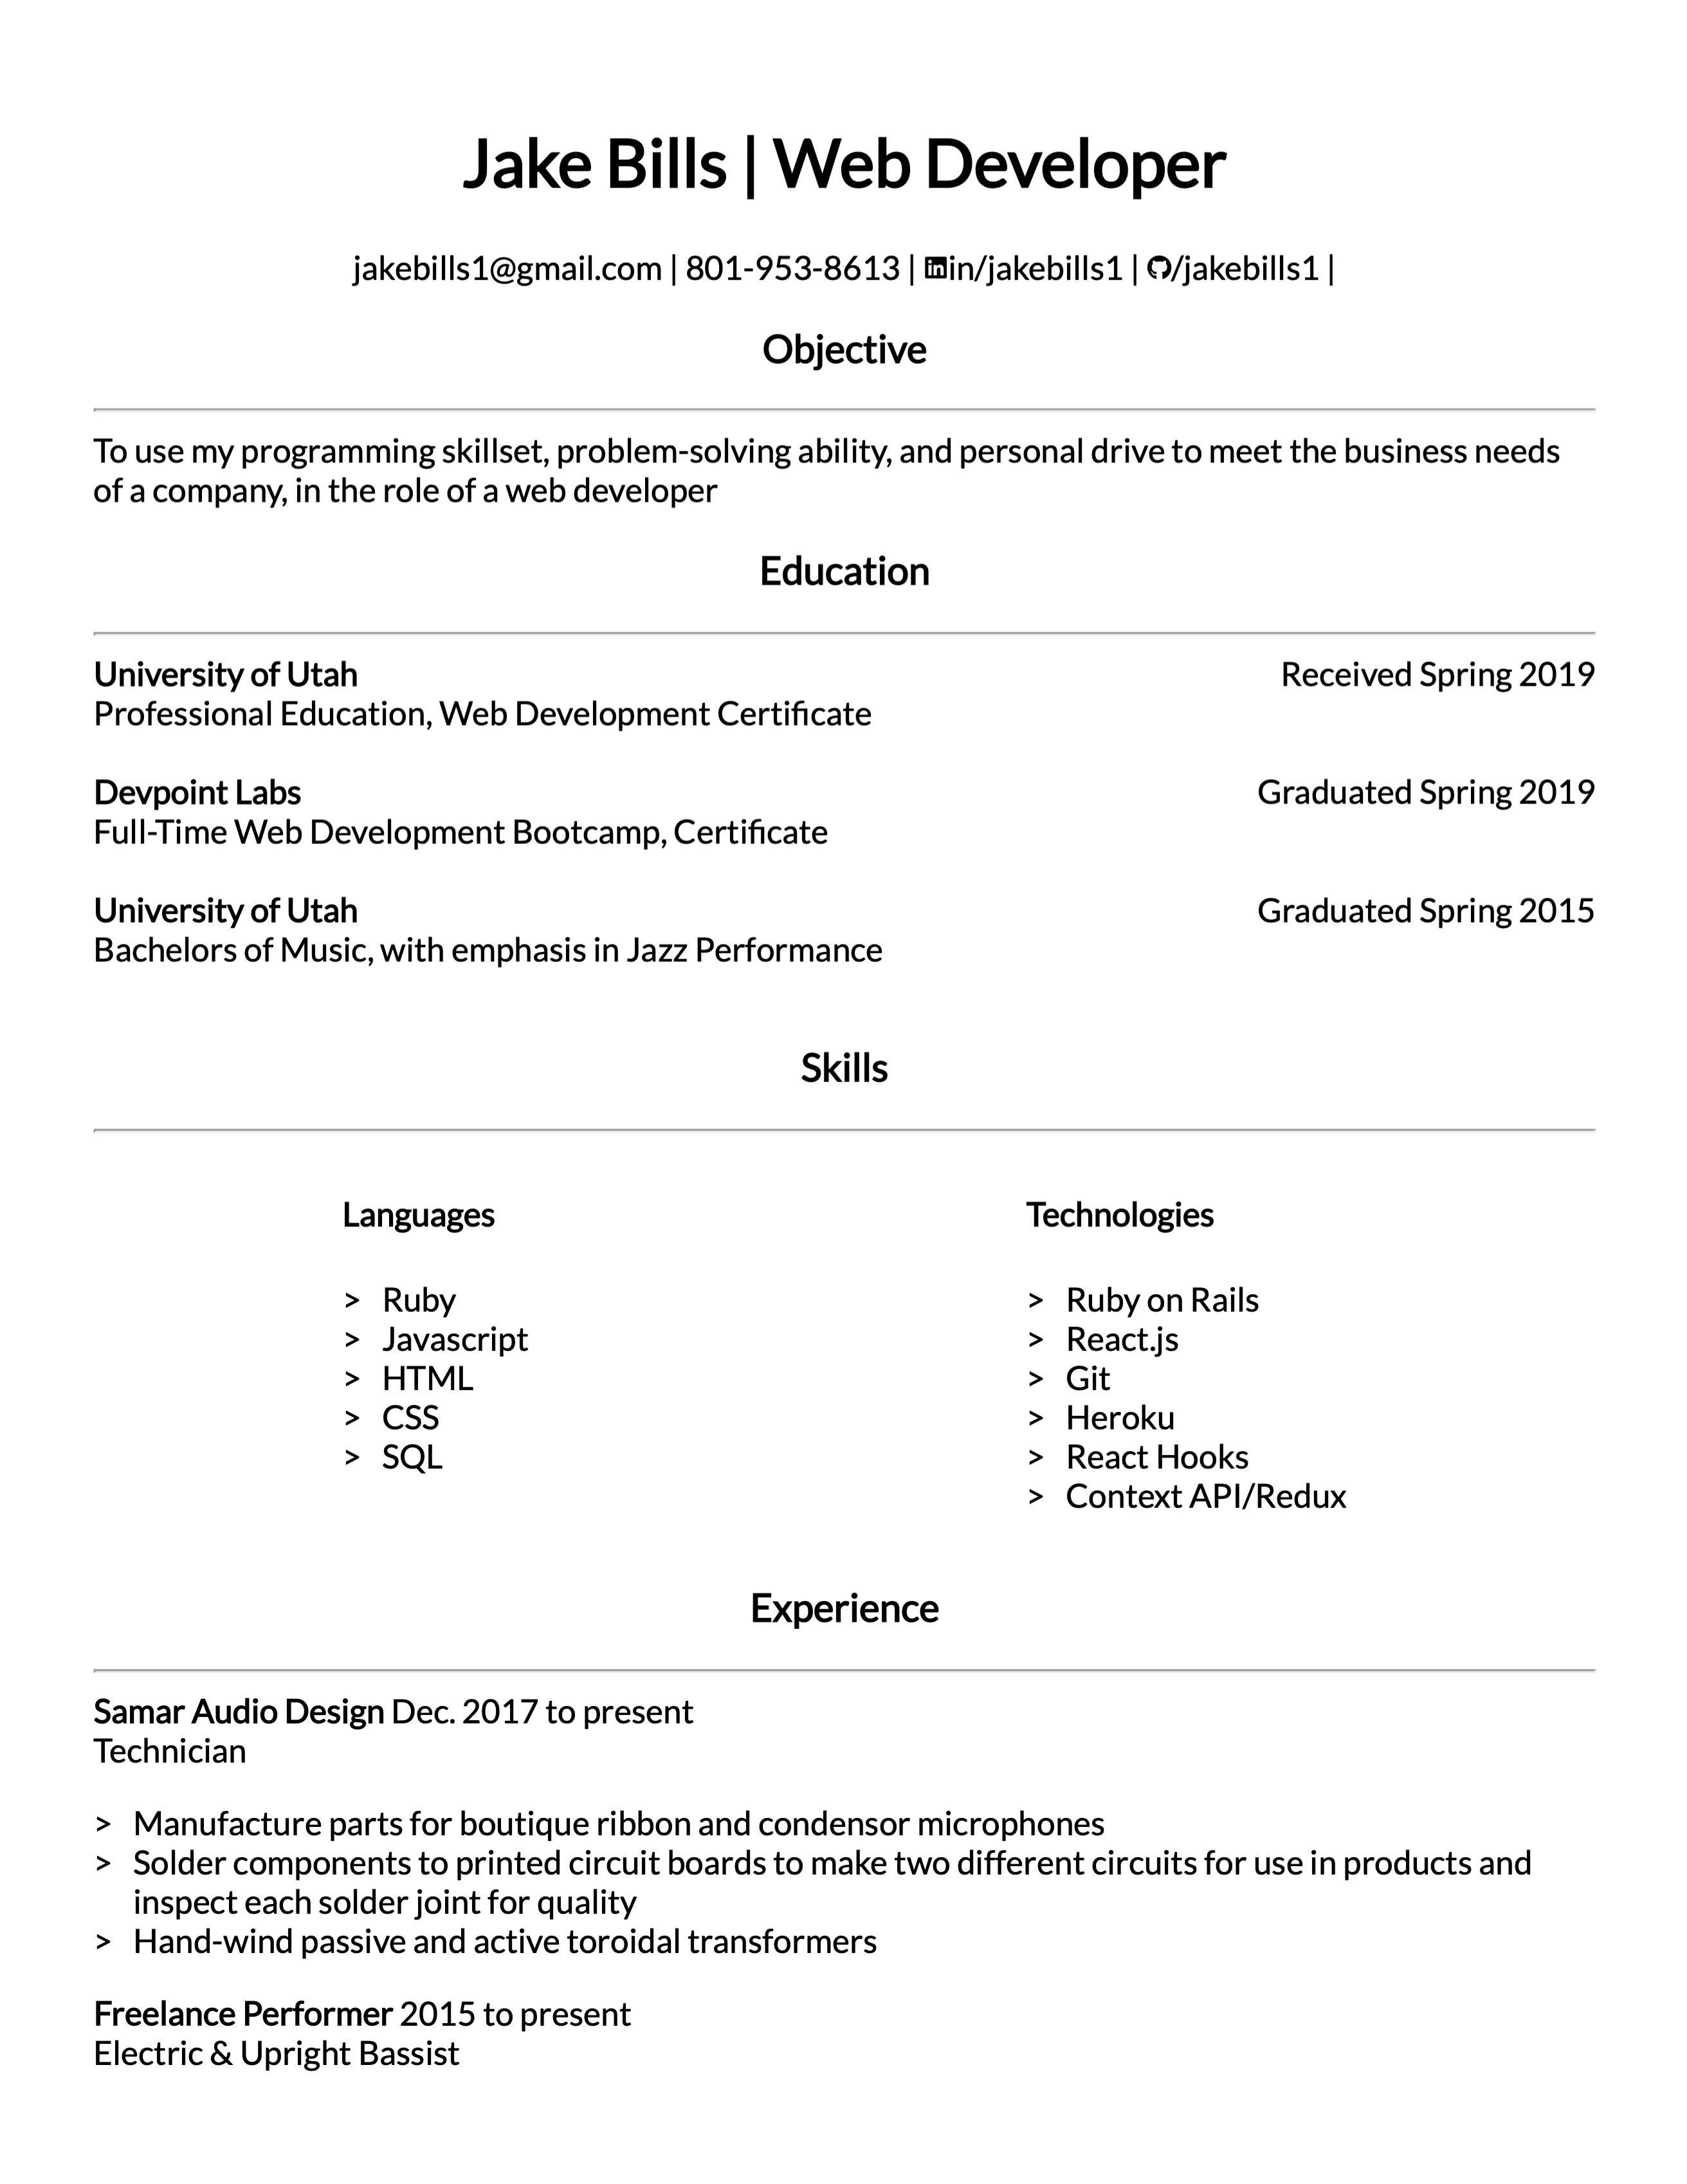 Jake Bills | Web Developer
jakebills1@gmail.com | 801-953-8613 | in/jakebills1 | /jakebills1 |
Objective
To use my programming skillset, problem-solving ability, and personal drive to meet the business needs
of a company, in the role of a web developer
Education
University of Utah Received Spring 2019
Professional Education, Web Development Certificate
Devpoint Labs Graduated Spring 2019
Full-Time Web Development Bootcamp, Certificate
University of Utah Graduated Spring 2015
Bachelors of Music, with emphasis in Jazz Performance
Skills
Languages
> Ruby
> Javascript
> HTML
> CSS
> SQL
Technologies
> Ruby on Rails
> React.js
> Git
> Heroku
> React Hooks
> Context API/Redux
Experience
Samar Audio Design Dec. 2017 to present
Technician
> Manufacture parts for boutique ribbon and condensor microphones
> Solder components to printed circuit boards to make two different circuits for use in products and
inspect each solder joint for quality
> Hand-wind passive and active toroidal transformers
Freelance Performer 2015 to present
Electric & Upright Bassist